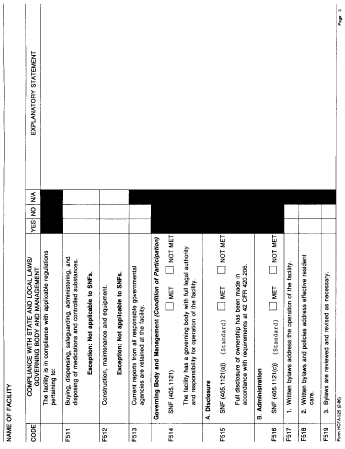 NAME OF FACILITY
CODE
COMPLIANCE WITH STATE AND LOCAL LAWS/
GOVERNING BODY AND MANAGEMENT
YES NO N/A
EXPLANATORY STATEMENT
The facility is in compliance with applicable regulations
pertaining to:
F511
Buying, dispensing, safeguarding, administering, and
disposing of medications and controlled substances.
Exception: Not applicable to SNFs.
F512
Construction, maintenance and equipment.
Exception: Not applicable to SNFs.
F513
Current reports from all responsible governmental
agencies are retained at the facility.
Governing Body and Management (Condition of Participation)
F514
SNF (405.1121) MET NOT MET
The facility has a governing body with full legal authority
and responsibility for operation of the facility.
A. Disclosure
F515
SNF (405.1121(a) (Standard) MET NOT MET
Full disclosure of ownership has been made in
accordance with requirements at 42 CFR 420.206.
B. Administration
F516
SNF (405.1121(c)) (Standard) MET NOT MET
F517
1. Written bylaws address the operation of the facility.
F518
2. Written bylaws and policies address effective resident
care.
F519
3. Bylaws are reviewed and revised as necessary.
Form HCFA-525 (2-86)
Page 3